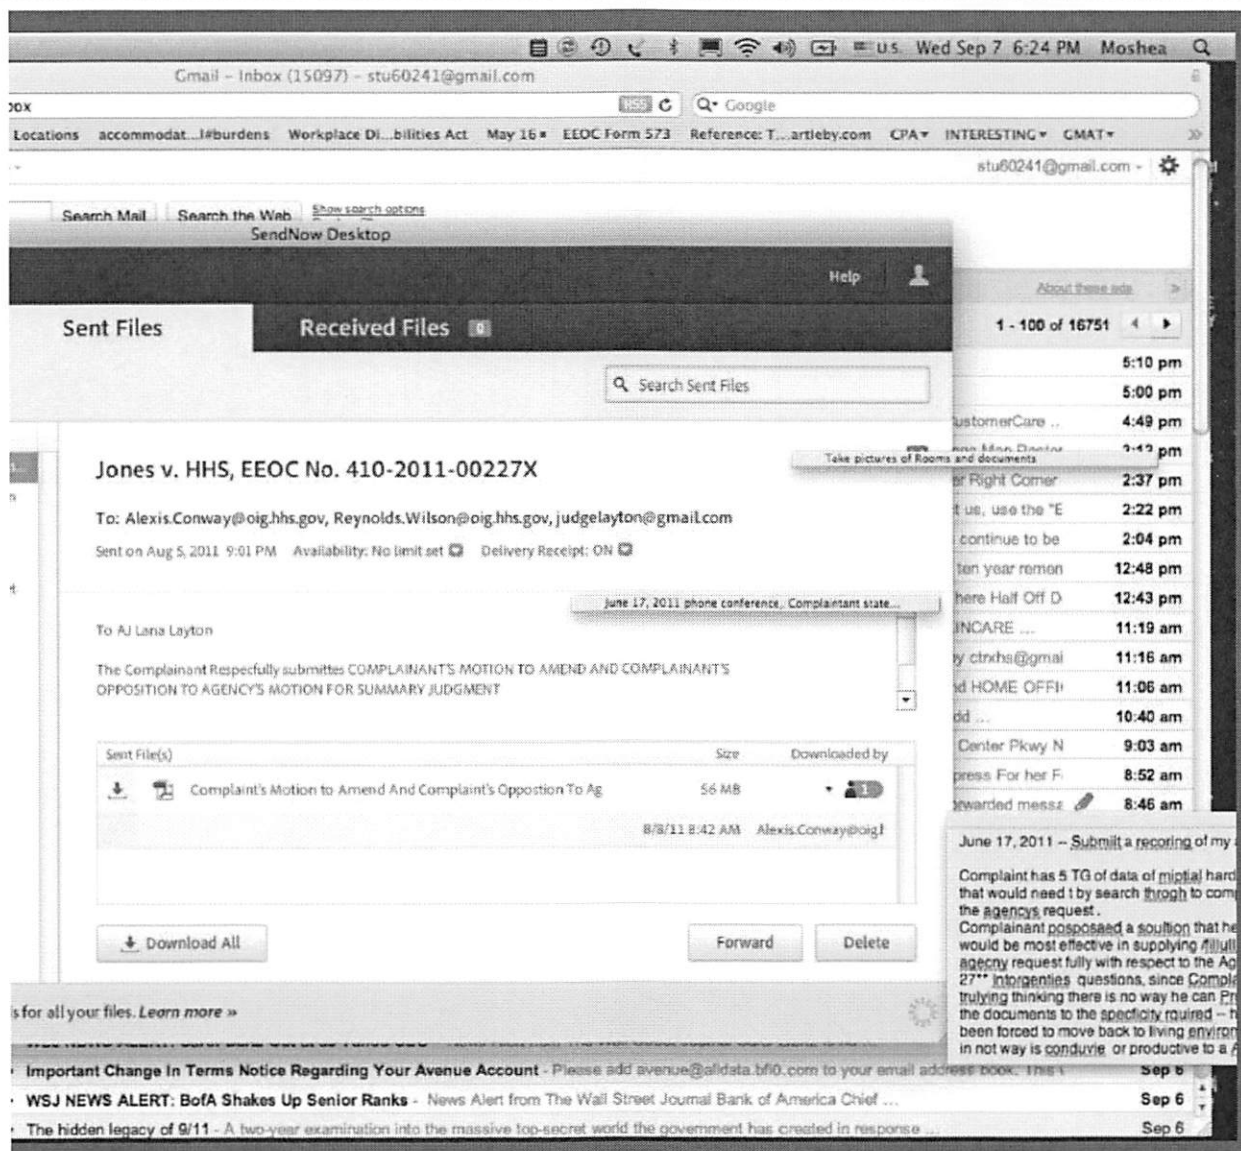 U.S. Wed Sep 7 6:24 PM Moshea
Gmail – Inbox (15097) – stu60241@gmail.com
RSS
Google
Locations accommodat...l#burdens Workplace Di...bilities Act May 16 EEOC Form 573 Reference: T...artleby.com CPA INTERESTING GMAT
stu60241@gmail.com
Search Mail Search the Web Show search options
SendNow Desktop
Help
About these ads
Sent Files Received Files 0
1 - 100 of 16751
5:10 pm
Search Sent Files
5:00 pm
ustomerCare .. 4:49 pm
Jones v. HHS, EEOC No. 410-2011-00227X
Take pictures of Rooms and documents
pm
er Right Corner 2:37 pm
To: Alexis.Conway@oig.hhs.gov, Reynolds.Wilson@oig.hhs.gov, judgelayton@gmail.com
t us, use the "E 2:22 pm
Sent on Aug 5, 2011 9:01 PM Availability: No limit set Delivery Receipt: ON
continue to be 2:04 pm
ten year remon 12:48 pm
June 17, 2011 phone conference, Complaintant state...
here Half Off D 12:43 pm
To AJ Lana Layton
INCARE ... 11:19 am
The Complainant Respecfully submittes COMPLAINANT'S MOTION TO AMEND AND COMPLAINANT'S
y ctrxhs@gmai 11:16 am
OPPOSITION TO AGENCY'S MOTION FOR SUMMARY JUDGMENT
d HOME OFFI 11:06 am
dd ... 10:40 am
Sent File(s) Size Downloaded by
Center Pkwy N 9:03 am
Complaint's Motion to Amend And Complaint's Oppostion To Ag 56 MB 1
press For her F 8:52 am
rwarded messa 8:46 am
8/8/11 8:42 AM Alexis.Conway@oig.l
June 17, 2011 -- Submilt a recoring of my
Complaint has 5 TG of data of miptial hard
that would need t by search throgh to com
the agencys request .
Complainant posposaed a soultion that he
would be most effective in supplying
agecny request fully with respect to the Ag
27** Intorgenties questions, since Compla
trulying thinking there is no way he can Pr
the documents to the specficity rquired -- h
been forced to move back to living environ
in not way is conduvie or productive to a
Download All Forward Delete
s for all your files. Learn more »
Important Change In Terms Notice Regarding Your Avenue Account - Please add avenue@alldata.bfi0.com to your email address book. This Sep 6
WSJ NEWS ALERT: BofA Shakes Up Senior Ranks - News Alert from The Wall Street Journal Bank of America Chief ... Sep 6
The hidden legacy of 9/11 - A two-year examination into the massive top-secret world the government has created in response ... Sep 6